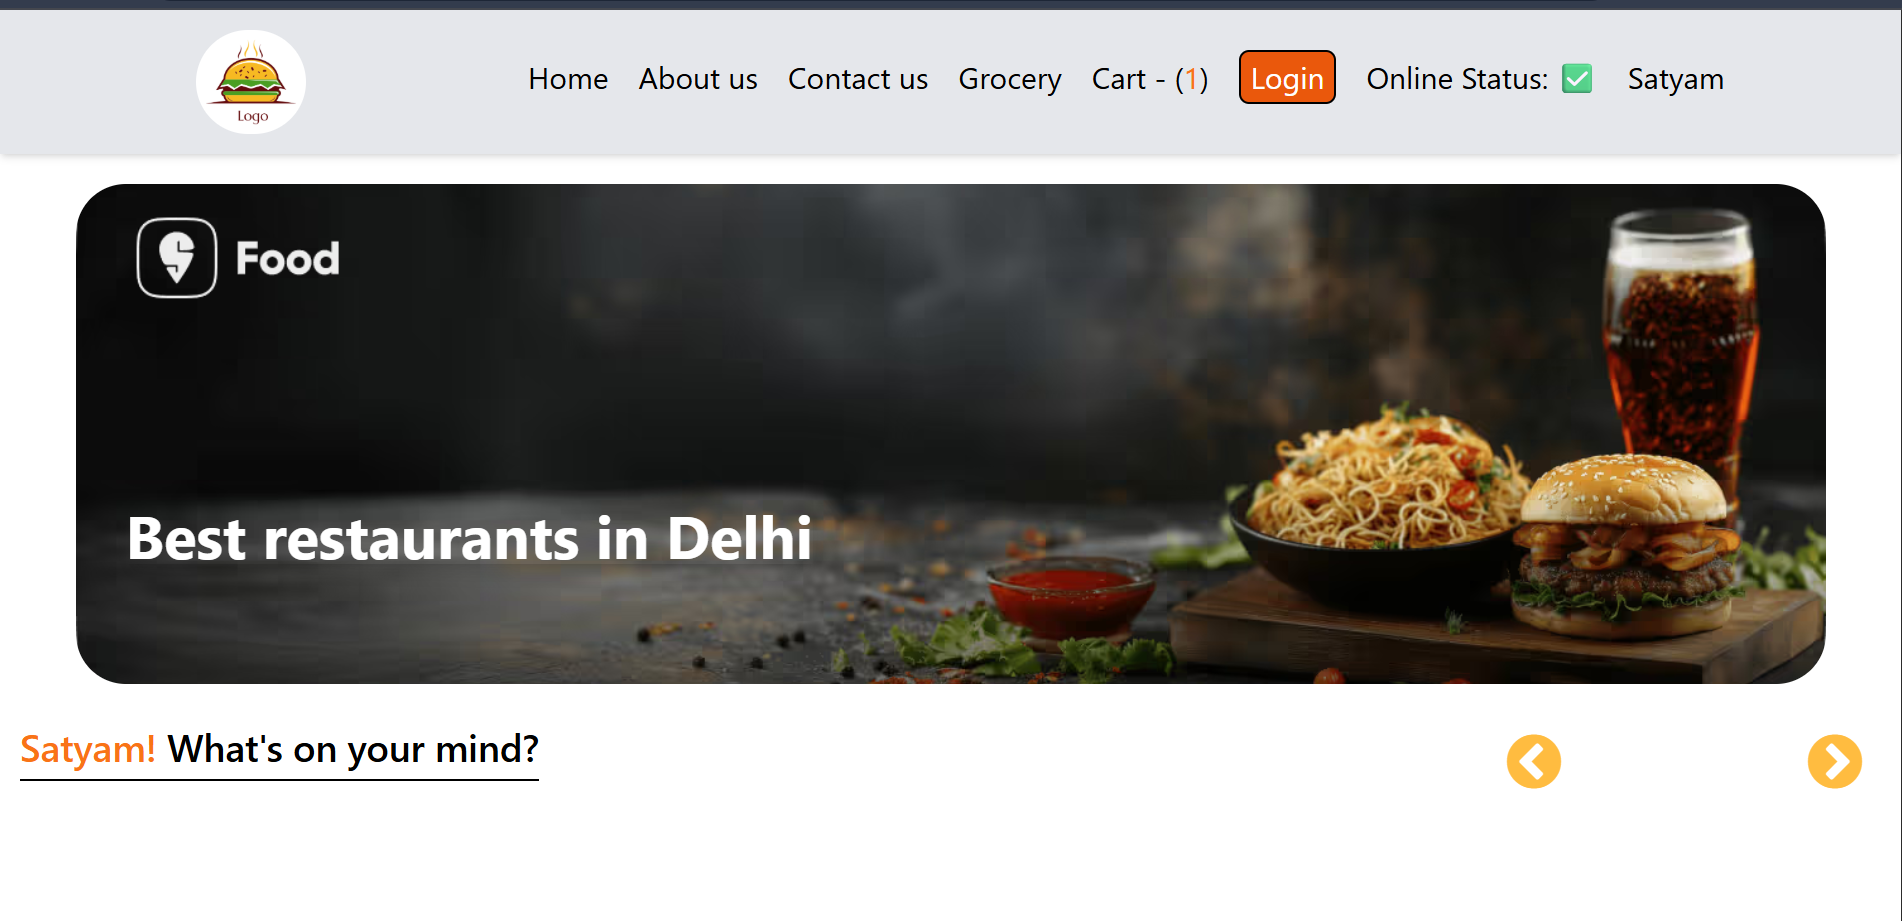 Logo
Home About us Contact us Grocery Cart - (1) Login Online Status: ✅ Satyam
Food
Best restaurants in Delhi
Satyam! What's on your mind?